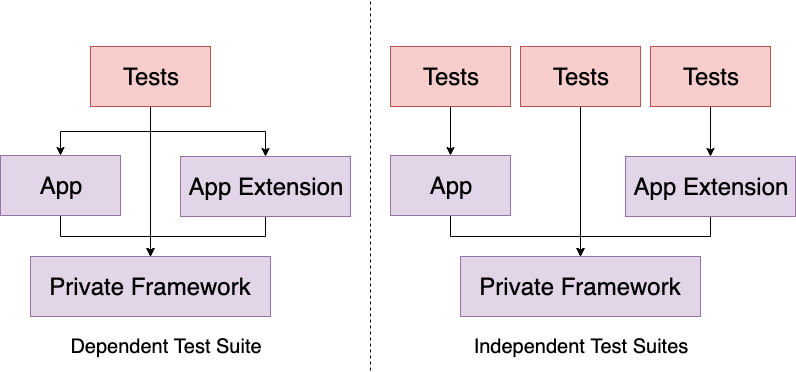 Tests
App
App Extension
Private Framework
Dependent Test Suite
Tests
Tests
Tests
App
App Extension
Private Framework
Independent Test Suites